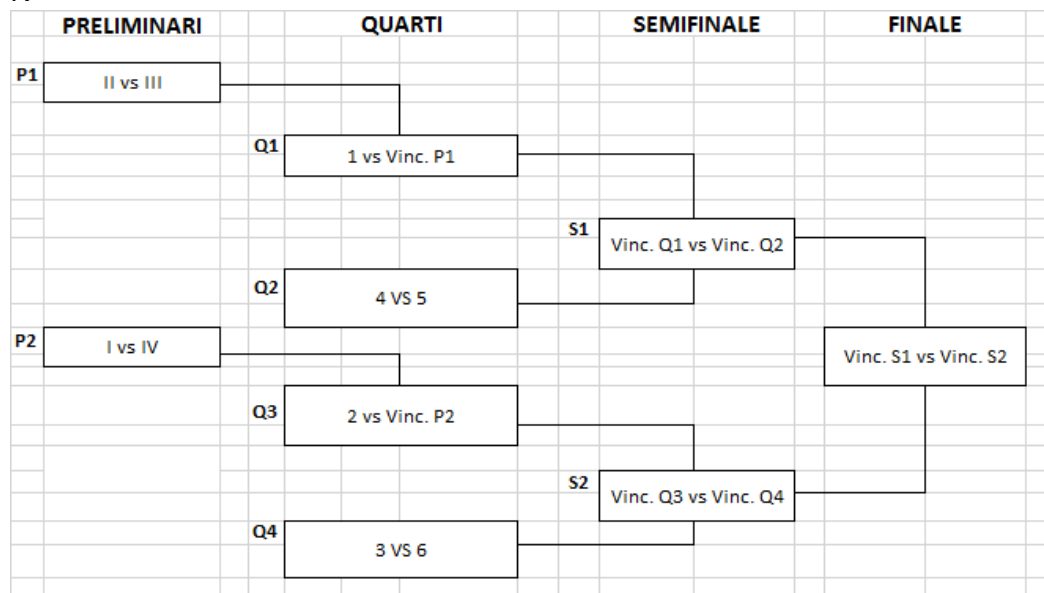 PRELIMINARI QUARTI SEMIFINALE FINALE
P1 II vs III
Q1 1 vs Vinc. P1
S1 Vinc. Q1 vs Vinc. Q2
Q2 4 VS 5
P2 I vs IV
Vinc. S1 vs Vinc. S2
Q3 2 vs Vinc. P2
S2 Vinc. Q3 vs Vinc. Q4
Q4 3 VS 6